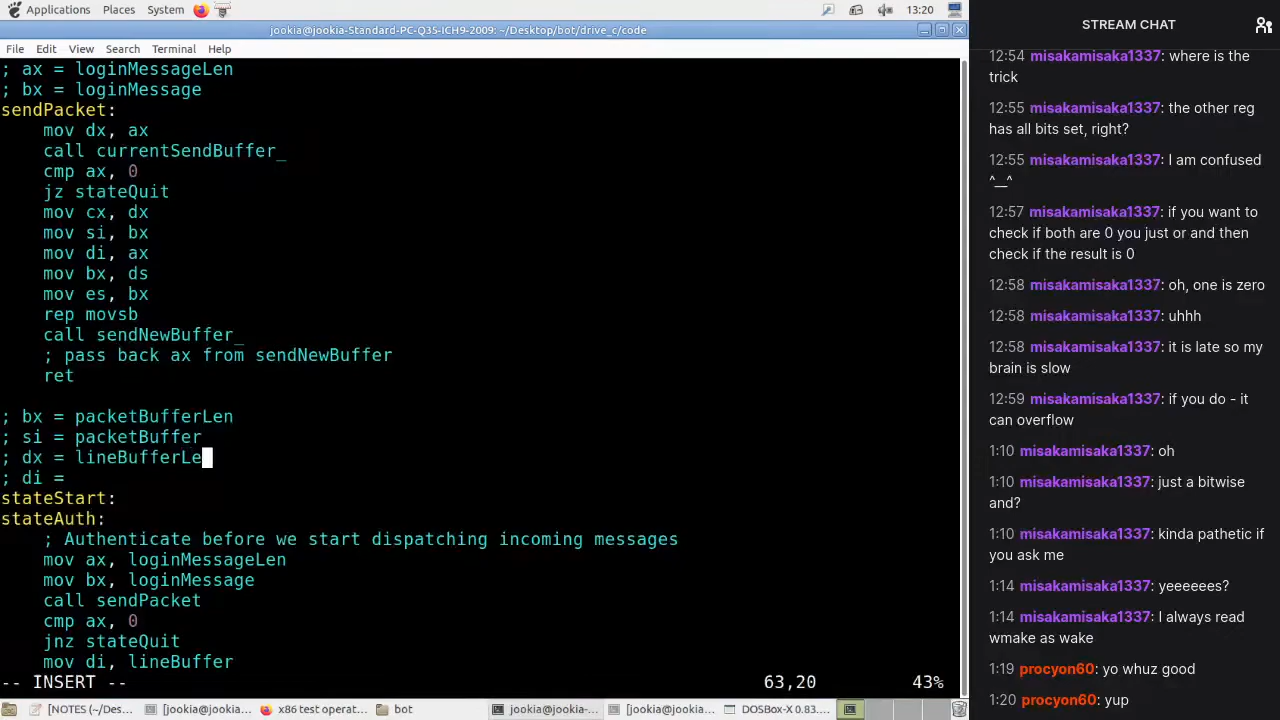 Applications Places System 13:20
jookia@jookia-Standard-PC-Q35-ICH9-2009: ~/Desktop/bot/drive_c/code
File Edit View Search Terminal Help
; ax = loginMessageLen
; bx = loginMessage
sendPacket:
mov dx, ax
call currentSendBuffer_
cmp ax, 0
jz stateQuit
mov cx, dx
mov si, bx
mov di, ax
mov bx, ds
mov es, bx
rep movsb
call sendNewBuffer_
; pass back ax from sendNewBuffer
ret
; bx = packetBufferLen
; si = packetBuffer
; dx = lineBufferLe
; di =
stateStart:
stateAuth:
; Authenticate before we start dispatching incoming messages
mov ax, loginMessageLen
mov bx, loginMessage
call sendPacket
cmp ax, 0
jnz stateQuit
mov di, lineBuffer
-- INSERT -- 63,20 43%
[NOTES (~/Des... [jookia@jookia... x86 test operat... bot jookia@jookia-... [jookia@jookia... DOSBox-X 0.83....
STREAM CHAT
12:54 misakamisaka1337: where is the
trick
12:55 misakamisaka1337: the other reg
has all bits set, right?
12:55 misakamisaka1337: I am confused
^__^
12:57 misakamisaka1337: if you want to
check if both are 0 you just or and then
check if the result is 0
12:58 misakamisaka1337: oh, one is zero
12:58 misakamisaka1337: uhhh
12:58 misakamisaka1337: it is late so my
brain is slow
12:59 misakamisaka1337: if you do - it
can overflow
1:10 misakamisaka1337: oh
1:10 misakamisaka1337: just a bitwise
and?
1:10 misakamisaka1337: kinda pathetic if
you ask me
1:14 misakamisaka1337: yeeeeees?
1:14 misakamisaka1337: I always read
wmake as wake
1:19 procyon60: yo whuz good
1:20 procyon60: yup